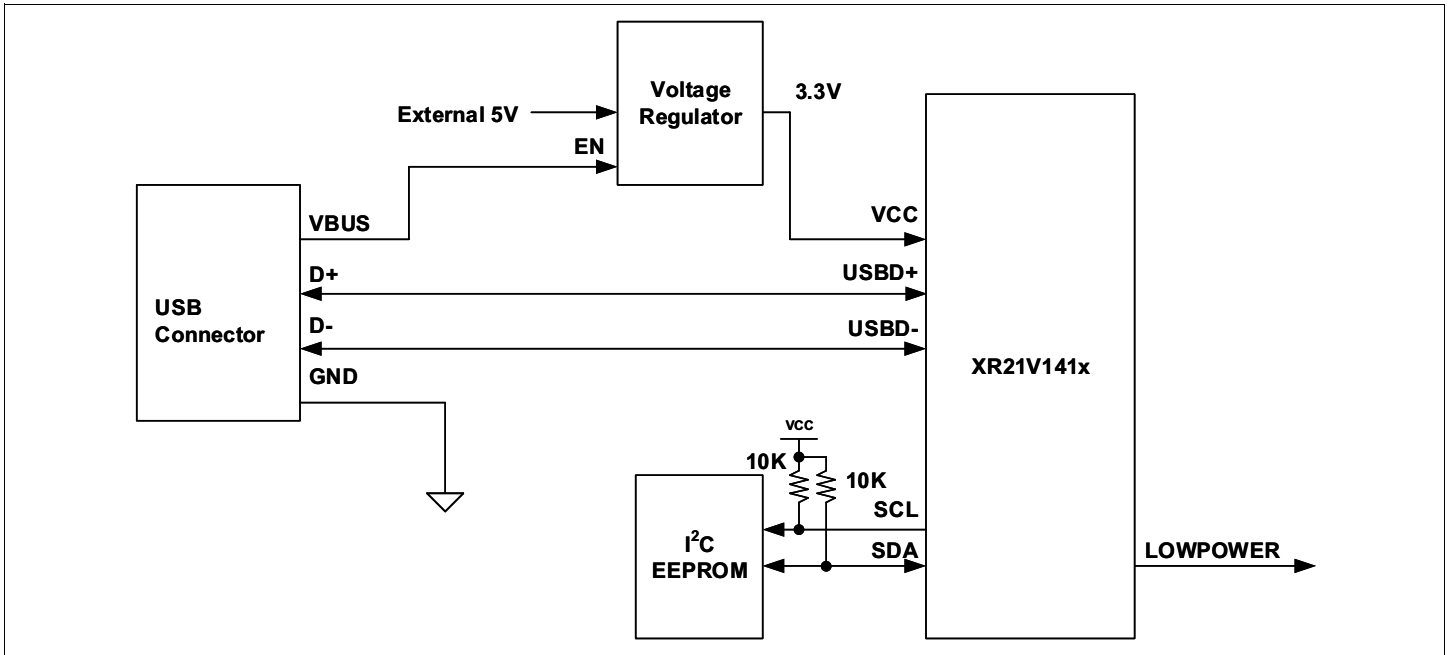 Voltage
Regulator
3.3V
External 5V
EN
VBUS
VCC
D+
USBD+
USB
Connector
D-
USBD-
GND
XR21V141x
VCC
10K
10K
SCL
I²C
EEPROM
SDA
LOWPOWER